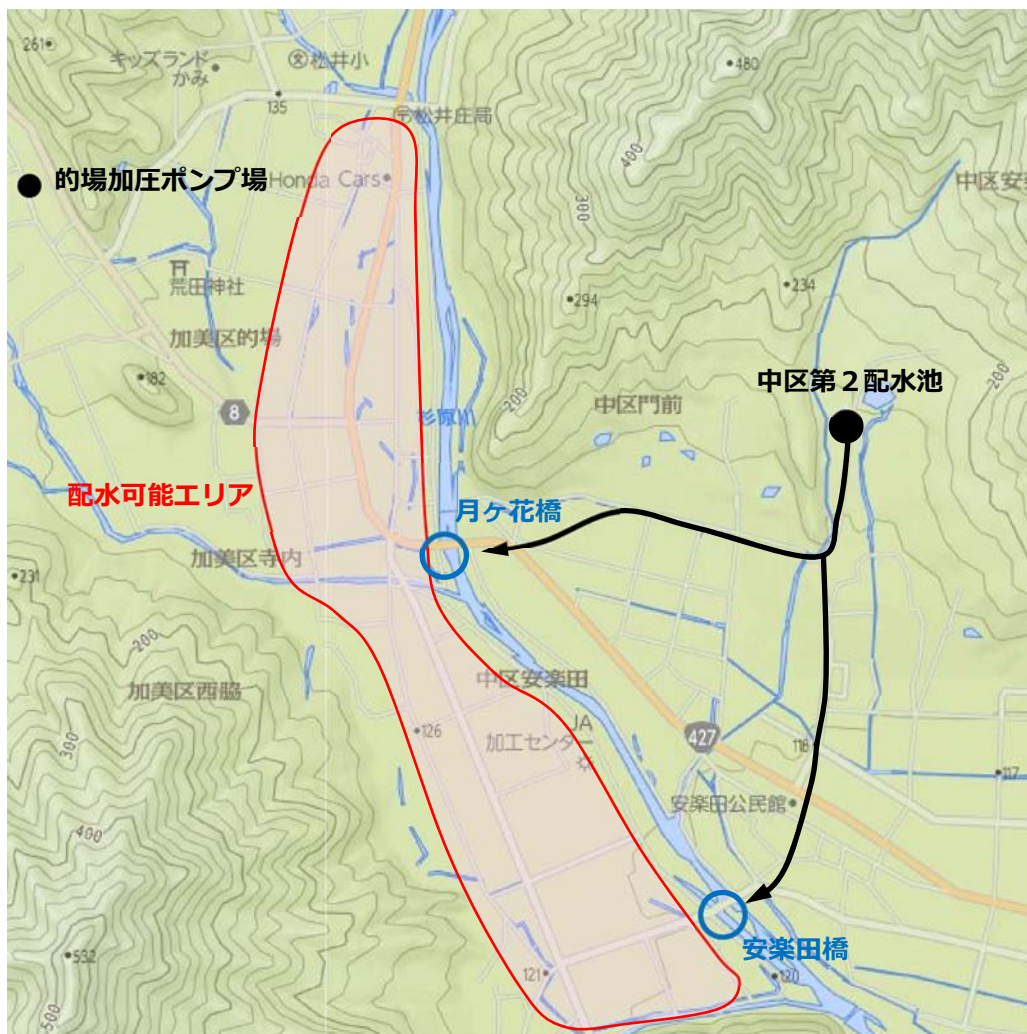 261
キッズランド
かみ
松井小
480
135
松井庄局
400
的場加圧ポンプ場
Honda Cars
中区安楽
300
荒田神社
294
234
加美区的場
中区第２配水池
200
182
中区門前
200
8
杉原川
配水可能エリア
月ヶ花橋
加美区寺内
231
200
中区安楽田
加美区西脇
JA
加工センター
126
427
118
300
117
安楽田公民館
400
安楽田橋
532
121
120
500